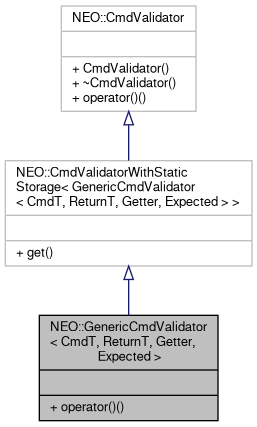 NEO::CmdValidator
+ CmdValidator()
+ ~CmdValidator()
+ operator()()
NEO::CmdValidatorWithStatic
Storage< GenericCmdValidator
< CmdT, ReturnT, Getter, Expected > >
+ get()
NEO::GenericCmdValidator
< CmdT, ReturnT, Getter,
Expected >
+ operator()()